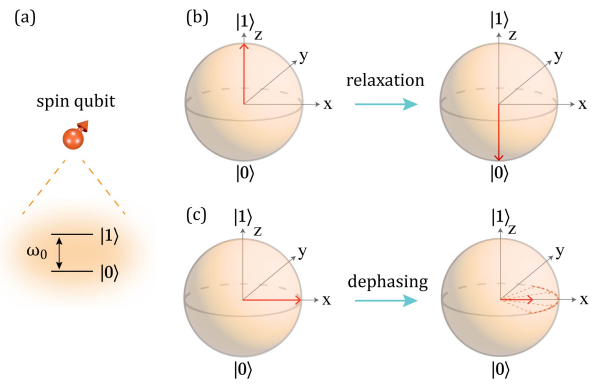 (a)
spin qubit
|1⟩
ω₀
|0⟩
(b)
|1⟩
z
y
x
|0⟩
relaxation
|1⟩
z
y
x
|0⟩
(c)
|1⟩
z
y
x
|0⟩
dephasing
|1⟩
z
y
x
|0⟩